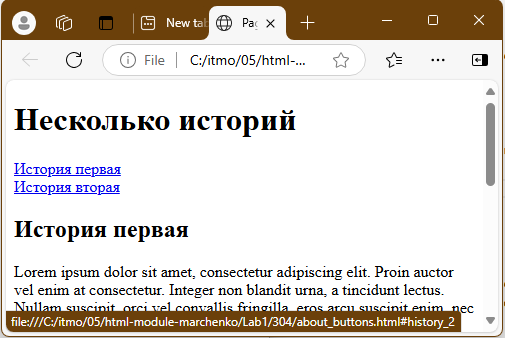 New tab
Pag
File
C:/itmo/05/html-...
Несколько историй
История первая
История вторая
История первая
Lorem ipsum dolor sit amet, consectetur adipiscing elit. Proin auctor
vel enim at consectetur. Integer non blandit urna, a tincidunt lectus.
Nullam suscipit, orci vel convallis fringilla, eros arcu suscipit enim, nec
file:///C:/itmo/05/html-module-marchenko/Lab1/304/about_buttons.html#history_2